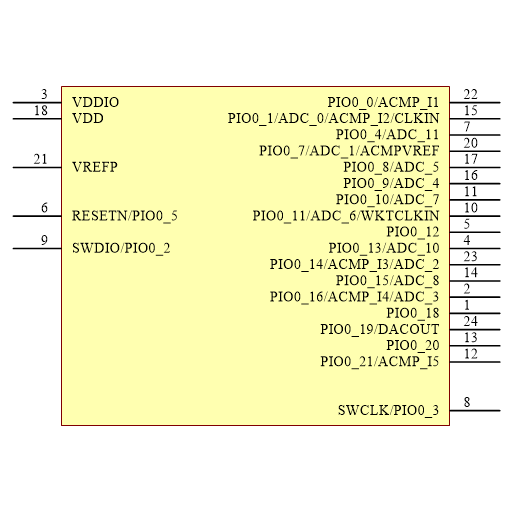 3 VDDIO PIO0_0/ACMP_I1 22
18 VDD PIO0_1/ADC_0/ACMP_I2/CLKIN 15
PIO0_4/ADC_11 7
PIO0_7/ADC_1/ACMPVREF 20
21 VREFP PIO0_8/ADC_5 17
PIO0_9/ADC_4 16
PIO0_10/ADC_7 11
6 RESETN/PIO0_5 PIO0_11/ADC_6/WKTCLKIN 10
PIO0_12 5
9 SWDIO/PIO0_2 PIO0_13/ADC_10 4
PIO0_14/ACMP_I3/ADC_2 23
PIO0_15/ADC_8 14
PIO0_16/ACMP_I4/ADC_3 2
PIO0_18 1
PIO0_19/DACOUT 24
PIO0_20 13
PIO0_21/ACMP_I5 12
SWCLK/PIO0_3 8